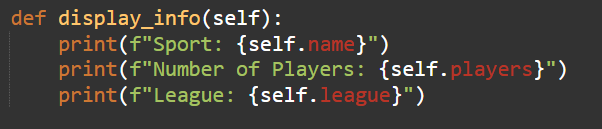 def display_info(self):
    print(f"Sport: {self.name}")
    print(f"Number of Players: {self.players}")
    print(f"League: {self.league}")